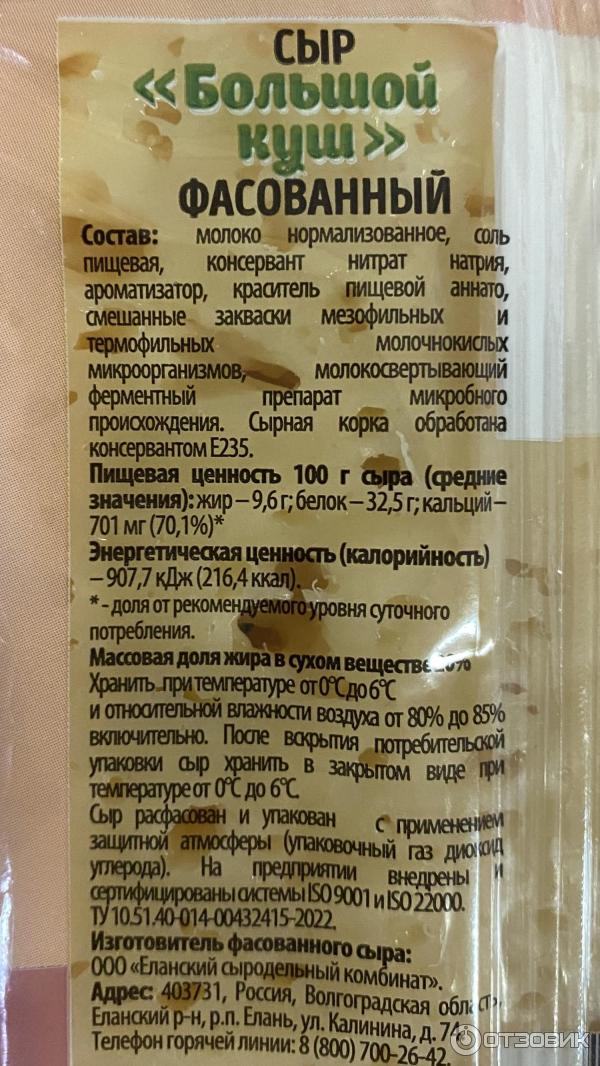 СЫР
«Большой
куш»
ФАСОВАННЫЙ
Состав: молоко нормализованное, соль
пищевая, консервант нитрат натрия,
ароматизатор, краситель пищевой аннато,
смешанные закваски мезофильных и
термофильных молочнокислых
микроорганизмов, молокосвертывающий
ферментный препарат микробного
происхождения. Сырная корка обработана
консервантом Е235.
Пищевая ценность 100 г сыра (средние
значения): жир – 9,6 г; белок – 32,5 г; кальций –
701 мг (70,1%)*
Энергетическая ценность (калорийность)
– 907,7 кДж (216,4 ккал).
* - доля от рекомендуемого уровня суточного
потребления.
Массовая доля жира в сухом веществе
Хранить при температуре от 0°С до 6°С
и относительной влажности воздуха от 80% до 85%
включительно. После вскрытия потребительской
упаковки сыр хранить в закрытом виде при
температуре от 0°С до 6°С.
Сыр расфасован и упакован с применением
защитной атмосферы (упаковочный газ диоксид
углерода). На предприятии внедрены и
сертифицированы системы ISO 9001 и ISO 22000.
ТУ 10.51.40-014-00432415-2022.
Изготовитель фасованного сыра:
ООО «Еланский сыродельный комбинат».
Адрес: 403731, Россия, Волгоградская область,
Еланский р-н, р.п. Елань, ул. Калинина, д. 74.
Телефон горячей линии: 8 (800) 700-26-42.
ОТЗОВИК